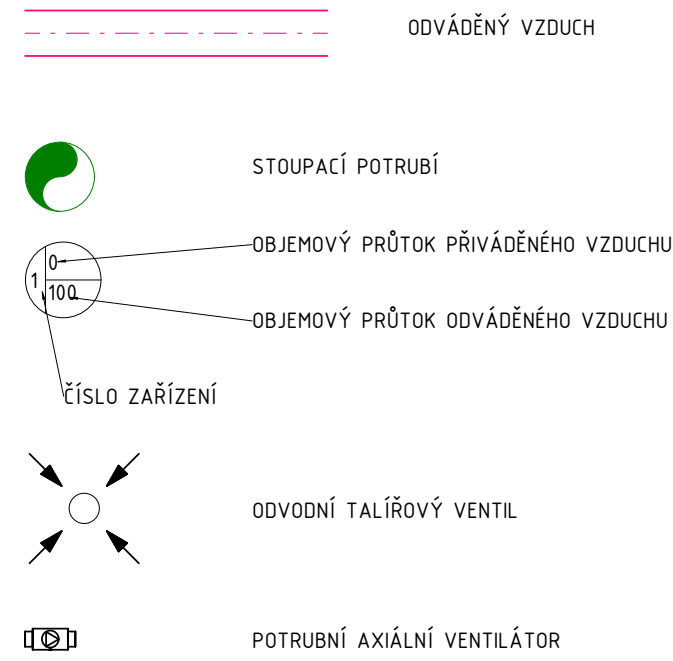 ODVÁDĚNÝ VZDUCH
STOUPACÍ POTRUBÍ
OBJEMOVÝ PRŮTOK PŘIVÁDĚNÉHO VZDUCHU
0
1
100
OBJEMOVÝ PRŮTOK ODVÁDĚNÉHO VZDUCHU
ČÍSLO ZAŘÍZENÍ
ODVODNÍ TALÍŘOVÝ VENTIL
POTRUBNÍ AXIÁLNÍ VENTILÁTOR